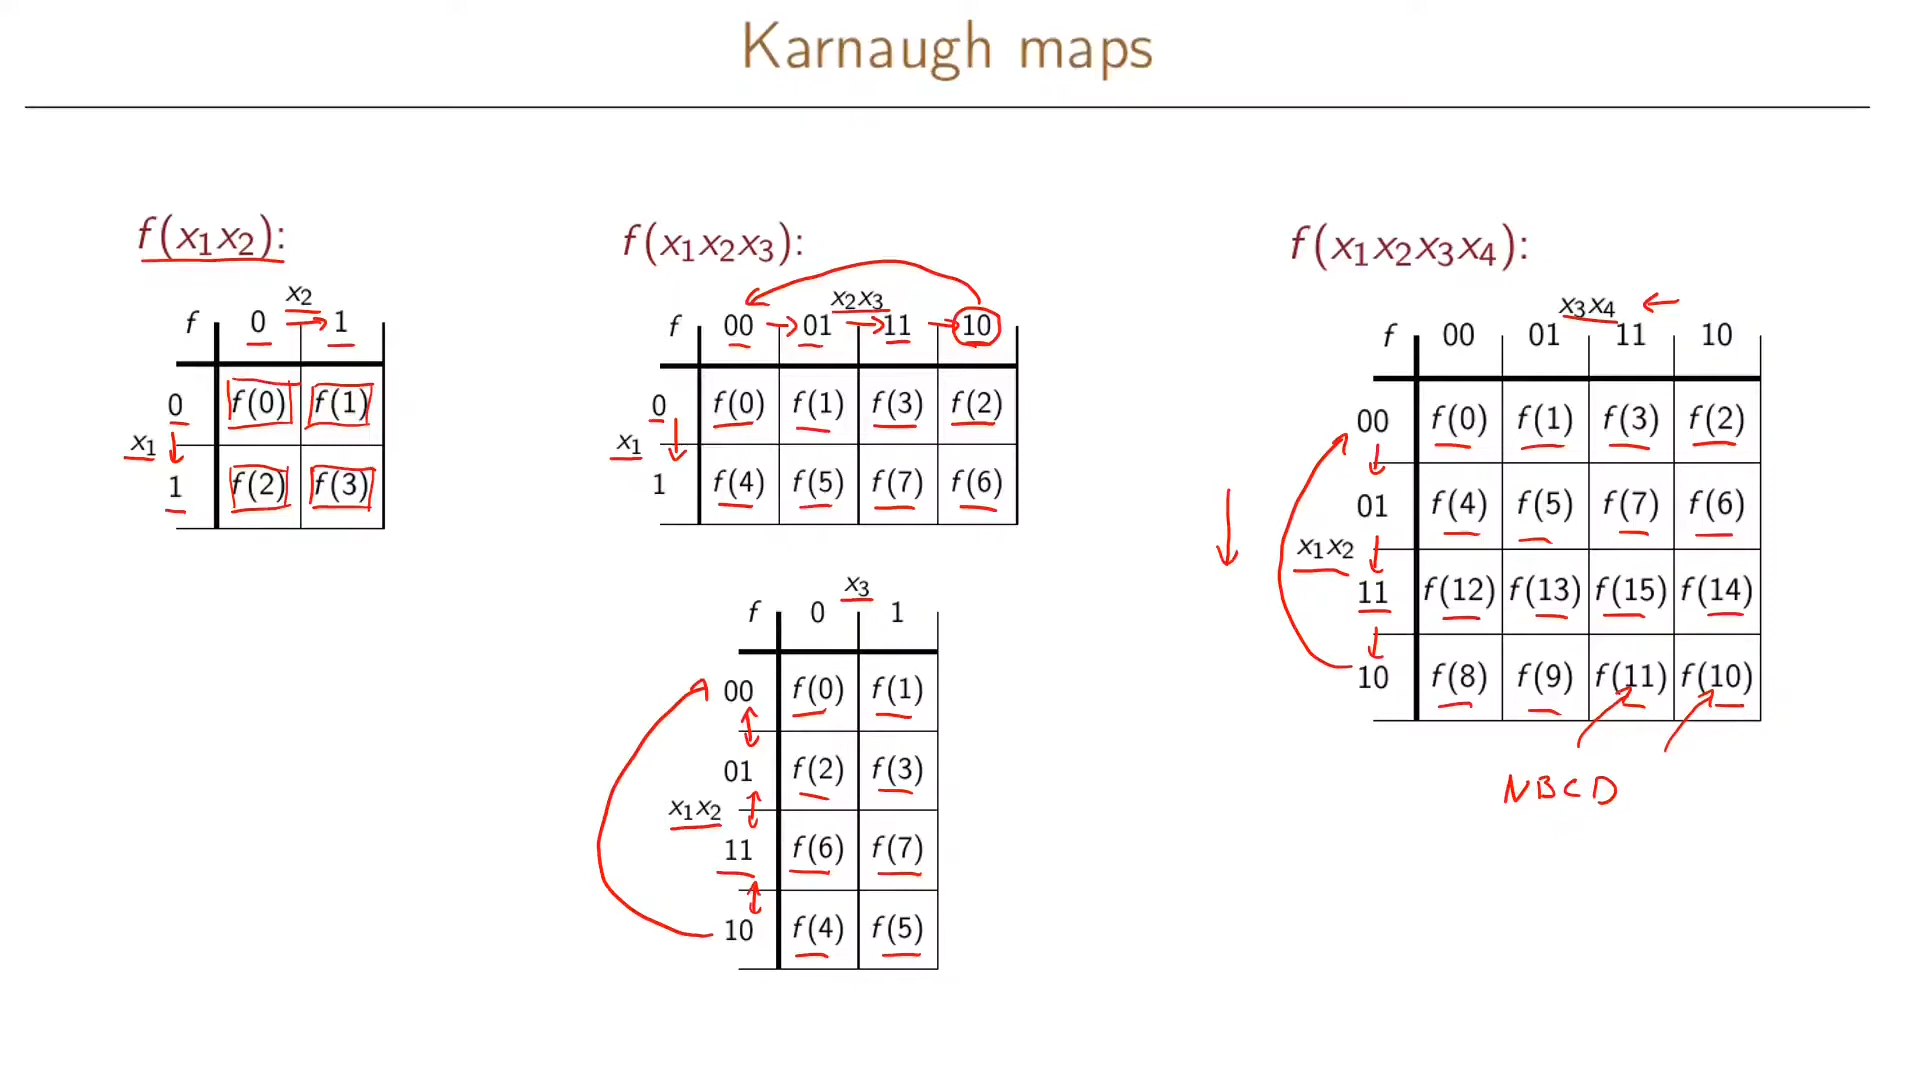 Karnaugh maps
f(x1x2):
x2
f 0 1
0 f(0) f(1)
x1
1 f(2) f(3)
f(x1x2x3):
x2x3
f 00 01 11 10
0 f(0) f(1) f(3) f(2)
x1
1 f(4) f(5) f(7) f(6)
x3
f 0 1
00 f(0) f(1)
01 f(2) f(3)
x1x2
11 f(6) f(7)
10 f(4) f(5)
f(x1x2x3x4):
x3x4
f 00 01 11 10
00 f(0) f(1) f(3) f(2)
01 f(4) f(5) f(7) f(6)
x1x2
11 f(12) f(13) f(15) f(14)
10 f(8) f(9) f(11) f(10)
NBCD